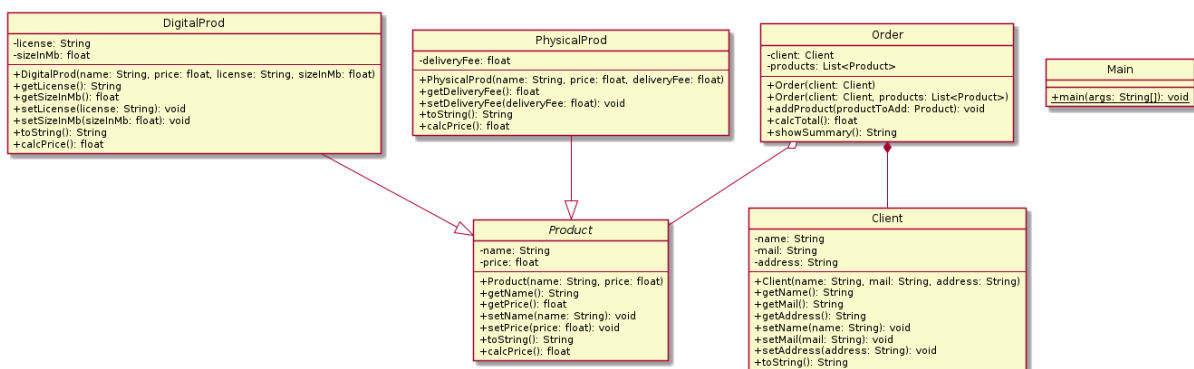 DigitalProd
-license: String
-sizeInMb: float
+DigitalProd(name: String, price: float, license: String, sizeInMb: float)
+getLicense(): String
+getSizeInMb(): float
+setLicense(license: String): void
+setSizeInMb(sizeInMb: float): void
+toString(): String
+calcPrice(): float
PhysicalProd
-deliveryFee: float
+PhysicalProd(name: String, price: float, deliveryFee: float)
+getDeliveryFee(): float
+setDeliveryFee(deliveryFee: float): void
+toString(): String
+calcPrice(): float
Order
-client: Client
-products: List<Product>
+Order(client: Client)
+Order(client: Client, products: List<Product>)
+addProduct(productToAdd: Product): void
+calcTotal(): float
+showSummary(): String
Main
+main(args: String[]): void
Product
-name: String
-price: float
+Product(name: String, price: float)
+getName(): String
+getPrice(): float
+setName(name: String): void
+setPrice(price: float): void
+toString(): String
+calcPrice(): float
Client
-name: String
-mail: String
-address: String
+Client(name: String, mail: String, address: String)
+getName(): String
+getMail(): String
+getAddress(): String
+setName(name: String): void
+setMail(mail: String): void
+setAddress(address: String): void
+toString(): String